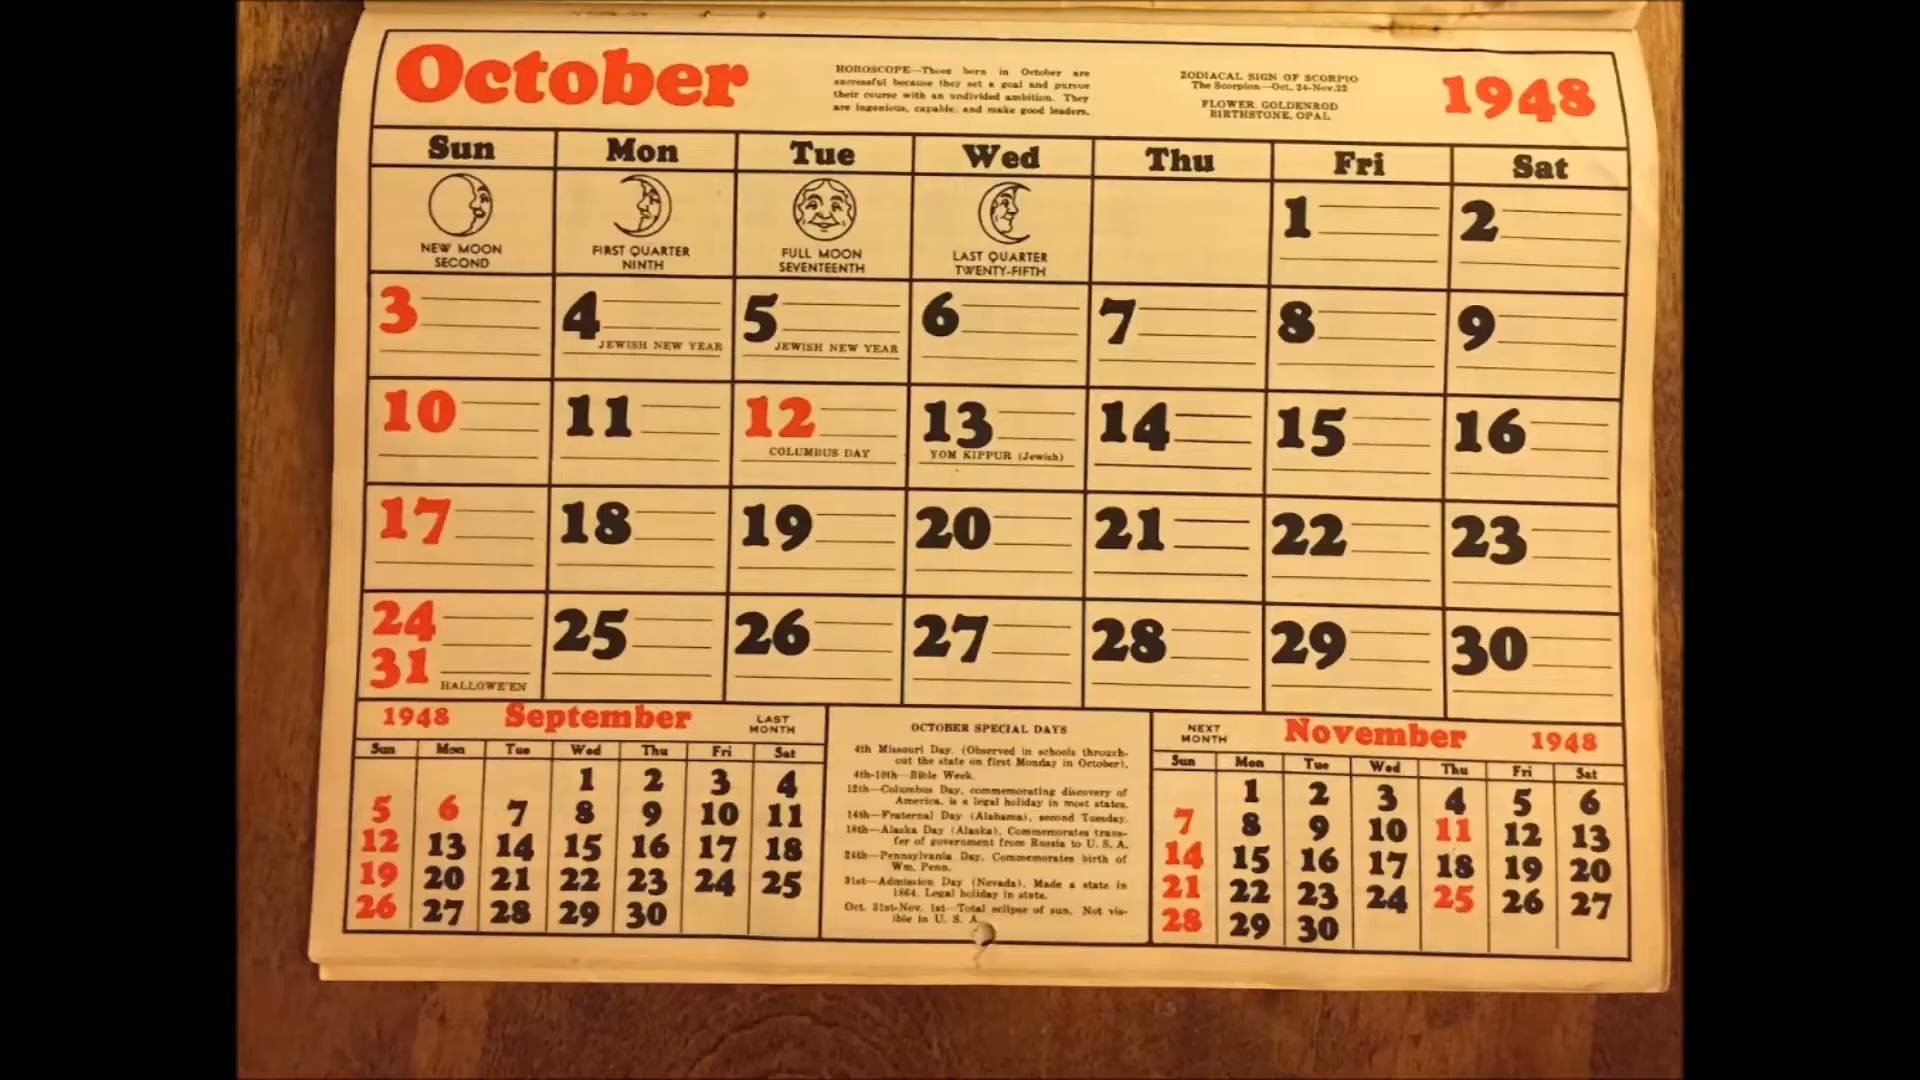 October
HOROSCOPE—Those born in October are
successful because they set a goal and pursue
their course with an undivided ambition. They
are ingenious, capable, and make good leaders.
ZODIACAL SIGN OF SCORPIO
The Scorpion—Oct. 24-Nov. 22
FLOWER, GOLDENROD
BIRTHSTONE, OPAL
1948
Sun Mon Tue Wed Thu Fri Sat
NEW MOON
SECOND
FIRST QUARTER
NINTH
FULL MOON
SEVENTEENTH
LAST QUARTER
TWENTY-FIFTH
1 2
3 4 5 6 7 8 9
JEWISH NEW YEAR JEWISH NEW YEAR
10 11 12 13 14 15 16
COLUMBUS DAY YOM KIPPUR (Jewish)
17 18 19 20 21 22 23
24 25 26 27 28 29 30
31
HALLOWE'EN
1948 September LAST
MONTH
Sun Mon Tue Wed Thu Fri Sat
1 2 3 4
5 6 7 8 9 10 11
12 13 14 15 16 17 18
19 20 21 22 23 24 25
26 27 28 29 30
OCTOBER SPECIAL DAYS
4th Missouri Day. (Observed in schools through-
out the state on first Monday in October).
4th-10th—Bible Week.
12th—Columbus Day, commemorating discovery of
America, is a legal holiday in most states.
14th—Fraternal Day (Alabama), second Tuesday.
18th—Alaska Day (Alaska). Commemorates trans-
fer of government from Russia to U. S. A.
24th—Pennsylvania Day. Commemorates birth of
Wm. Penn.
31st—Admission Day (Nevada). Made a state in
1864. Legal holiday in state.
Oct. 31st-Nov. 1st—Total eclipse of sun. Not vis-
ible in U. S. A.
NEXT
MONTH
November 1948
Sun Mon Tue Wed Thu Fri Sat
1 2 3 4 5 6
7 8 9 10 11 12 13
14 15 16 17 18 19 20
21 22 23 24 25 26 27
28 29 30